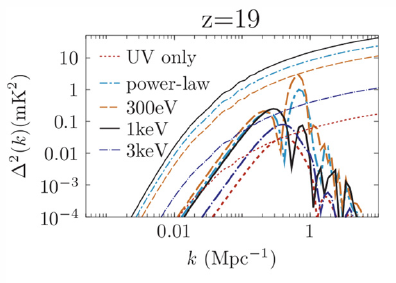 z=19
Δ²(k)(mK²)
10
1
0.1
0.01
10⁻³
10⁻⁴
UV only
power-law
300eV
1keV
3keV
0.01
1
k (Mpc⁻¹)